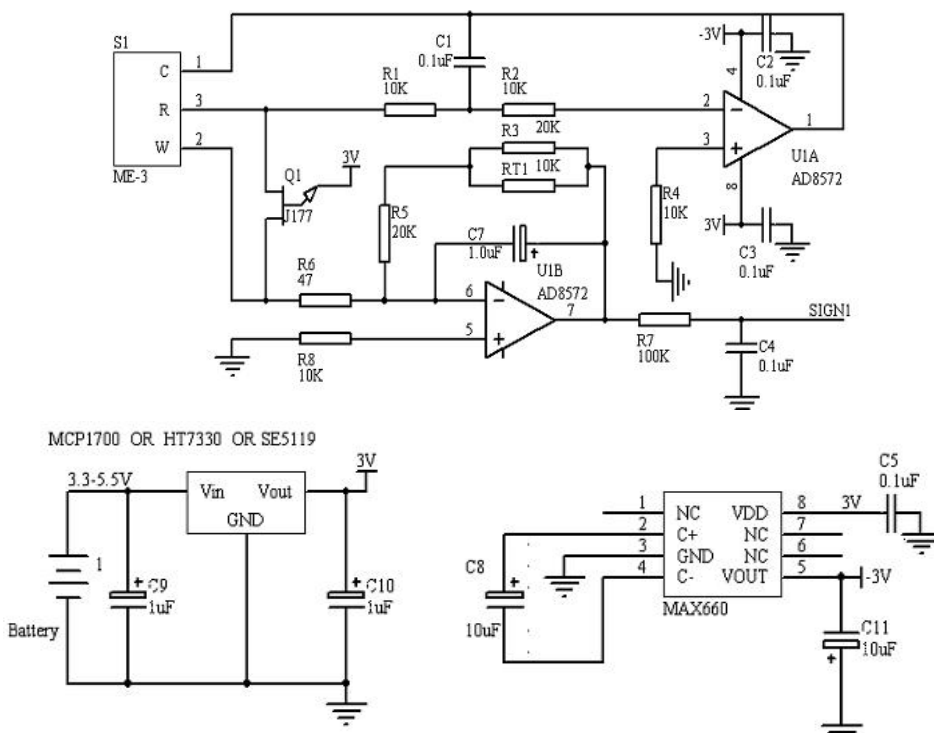 S1
C
R
W
ME-3
1
3
2
C1
0.1uF
R1
10K
R2
10K
20K
R3
10K
RT1
Q1
J177
3V
R5
20K
C7
1.0uF
+
R6
47
R8
10K
6
5
7
U1B
AD8572
-3V
4
C2
0.1uF
2
3
1
8
U1A
AD8572
R4
10K
3V
C3
0.1uF
R7
100K
SIGN1
C4
0.1uF
MCP1700 OR HT7330 OR SE5119
3.3-5.5V
Vin Vout
GND
3V
1
Battery
+
C9
1uF
+
C10
1uF
1 NC VDD 8 3V
2 C+ NC 7
3 GND NC 6
4 C- VOUT 5 -3V
MAX660
C5
0.1uF
C8
+
10uF
C11
10uF
+